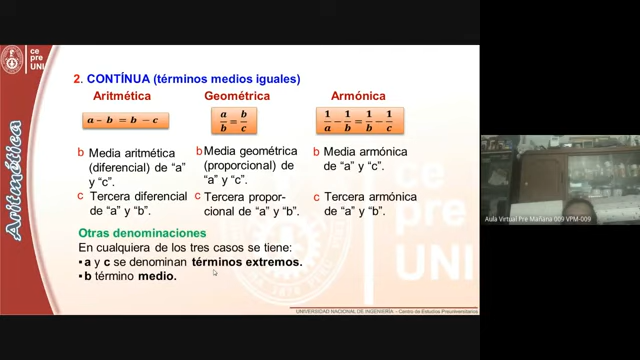 ce
pre
UNI
2. CONTÍNUA (términos medios iguales)
Aritmética
Geométrica
Armónica
a – b = b – c
a/b = b/c
1/a – 1/b = 1/b – 1/c
b Media aritmética
(diferencial) de "a"
y "c".
b Media geométrica
(proporcional) de
"a" y "c".
b Media armónica
de "a" y "c".
c Tercera diferencial
de "a" y "b".
c Tercera propor-
cional de "a" y "b".
c Tercera armónica
de "a" y "b".
Otras denominaciones
En cualquiera de los tres casos se tiene:
▪a y c se denominan términos extremos.
▪b término medio.
Aritmética
ce
pre
UNI
UNIVERSIDAD NACIONAL DE INGENIERÍA – Centro de Estudios Preuniversitarios
Aula Virtual Pre Mañana 009 VPM-009